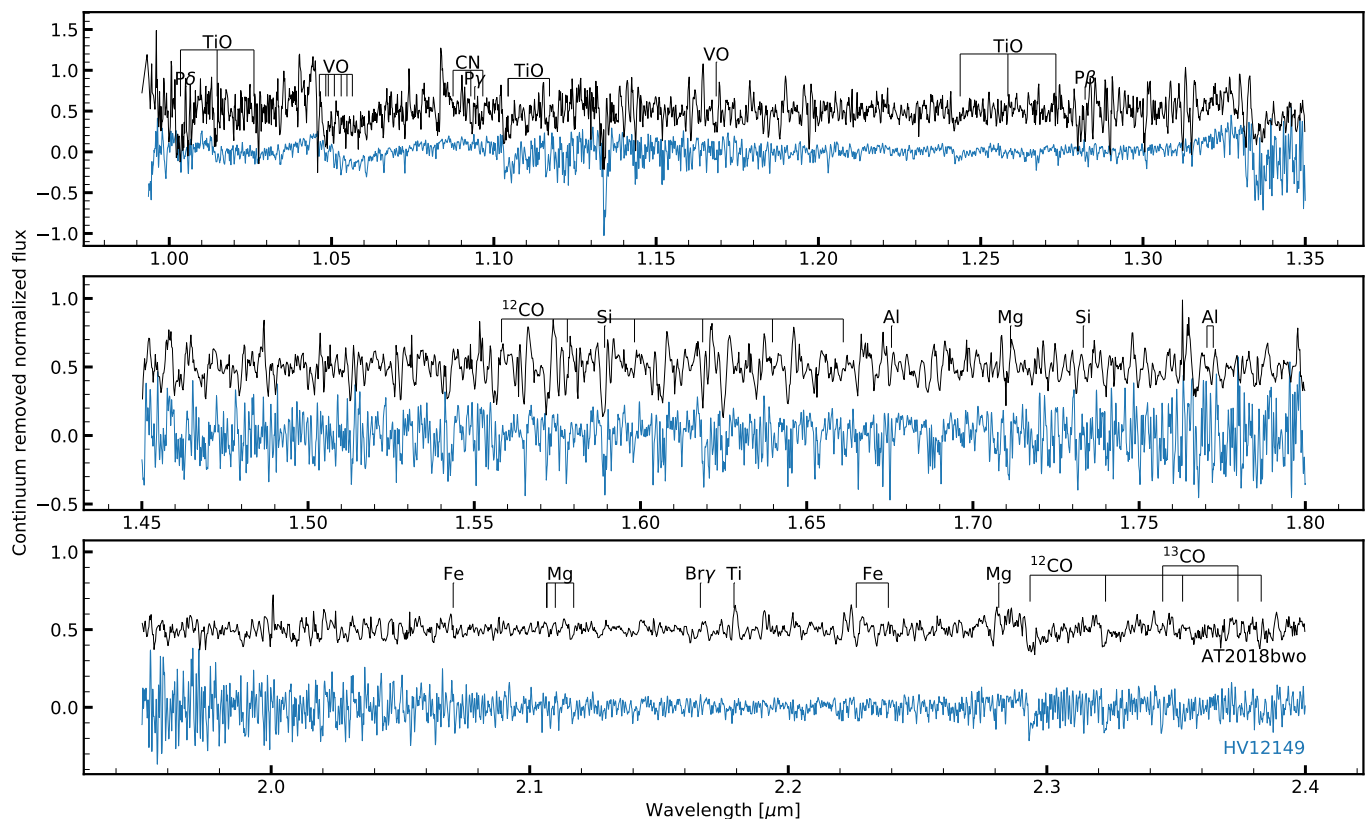 Continuum removed normalized flux
1.5
1.0
0.5
0.0
−0.5
−1.0
TiO
Pδ
VO
CN
Pγ
TiO
VO
TiO
Pβ
1.00 1.05 1.10 1.15 1.20 1.25 1.30 1.35
1.0
0.5
0.0
−0.5
¹²CO
Si
Al
Mg
Si
Al
1.45 1.50 1.55 1.60 1.65 1.70 1.75 1.80
1.0
0.5
0.0
Fe
Mg
Brγ
Ti
Fe
Mg
¹²CO
¹³CO
AT2018bwo
HV12149
2.0 2.1 2.2 2.3 2.4
Wavelength [μm]